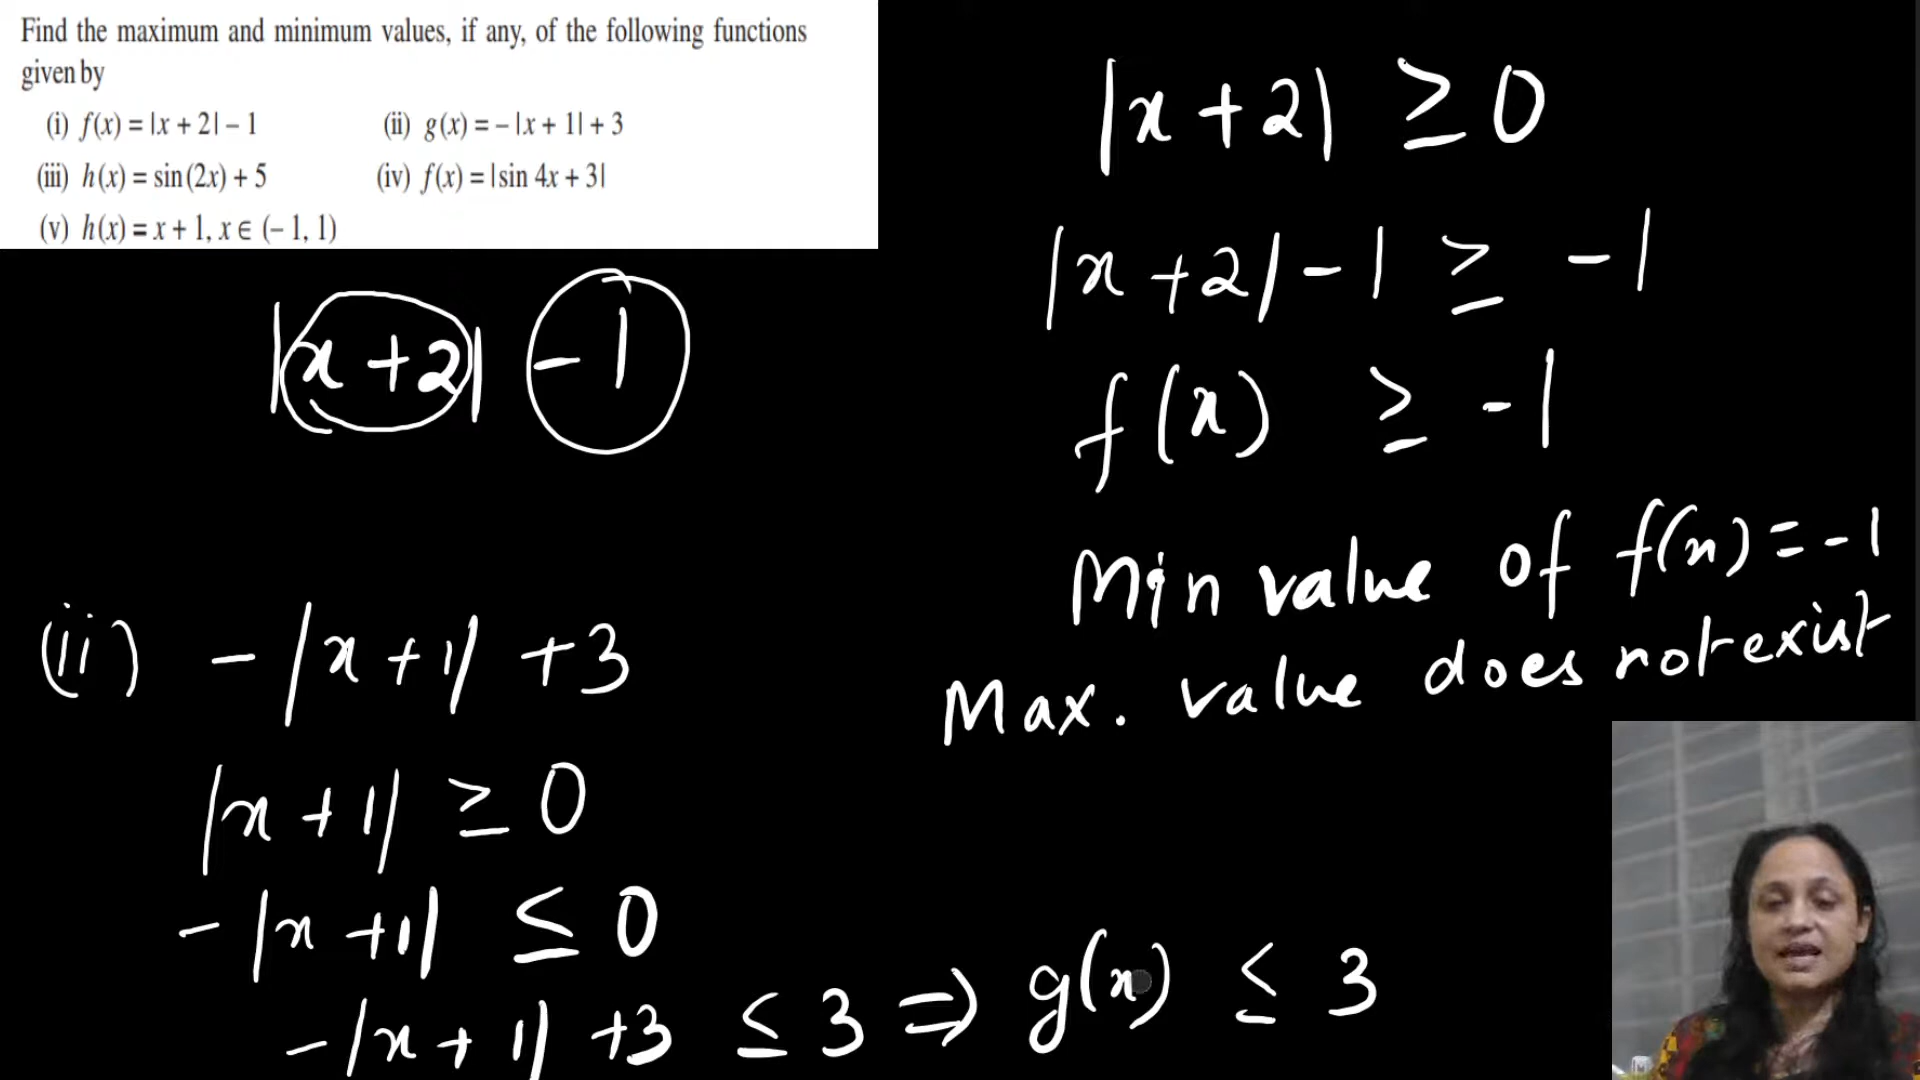 Find the maximum and minimum values, if any, of the following functions
given by
(i) f(x) = |x + 2| – 1 (ii) g(x) = – |x + 1| + 3
(iii) h(x) = sin(2x) + 5 (iv) f(x) = |sin 4x + 3|
(v) h(x) = x + 1, x ∈ (– 1, 1)
|x+2| -1
|x+2| ≥ 0
|x+2| -1 ≥ -1
f(x) ≥ -1
Min value of f(x) = -1
Max. value does not exist
(ii) -|x+1| +3
|x+1| ≥ 0
-|x+1| ≤ 0
-|x+1| +3 ≤ 3 ⇒ g(x) ≤ 3